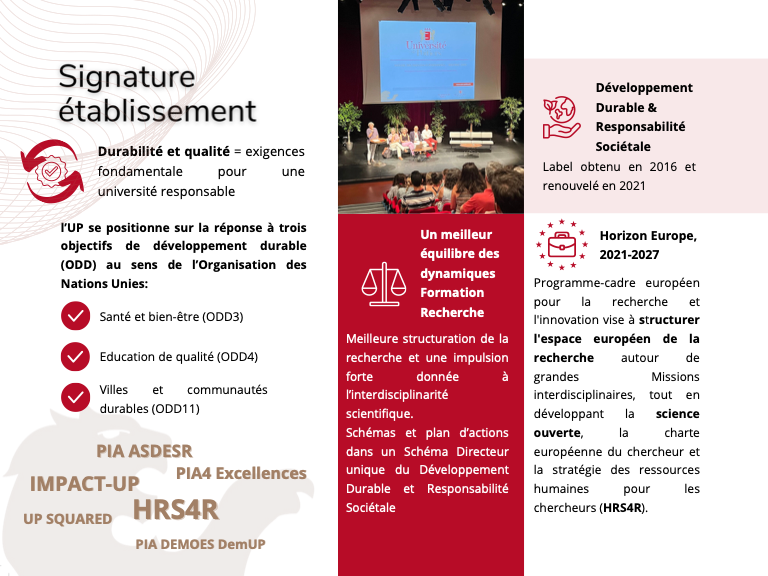 Signature
établissement
Durabilité et qualité = exigences
fondamentale pour une
université responsable
l’UP se positionne sur la réponse à trois
objectifs de développement durable
(ODD) au sens de l’Organisation des
Nations Unies:
Santé et bien-être (ODD3)
Education de qualité (ODD4)
Villes et communautés
durables (ODD11)
PIA ASDESR
PIA4 Excellences
IMPACT-UP
HRS4R
UP SQUARED
PIA DEMOES DemUP
Université
Un meilleur
équilibre des
dynamiques
Formation
Recherche
Meilleure structuration de la
recherche et une impulsion
forte donnée à
l’interdisciplinarité
scientifique.
Schémas et plan d’actions
dans un Schéma Directeur
unique du Développement
Durable et Responsabilité
Sociétale
Développement
Durable &
Responsabilité
Sociétale
Label obtenu en 2016 et
renouvelé en 2021
Horizon Europe,
2021-2027
Programme-cadre européen
pour la recherche et
l'innovation vise à structurer
l'espace européen de la
recherche autour de
grandes Missions
interdisciplinaires, tout en
développant la science
ouverte, la charte
européenne du chercheur et
la stratégie des ressources
humaines pour les
chercheurs (HRS4R).